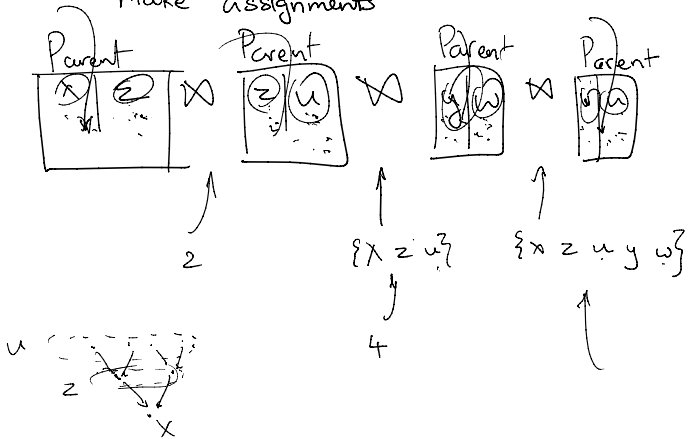 Make assignments
Parent Parent Parent Parent
x z ⋈ z u ⋈ y w ⋈ w u
2 {x z u} {x z u y w}
4
u
z
x